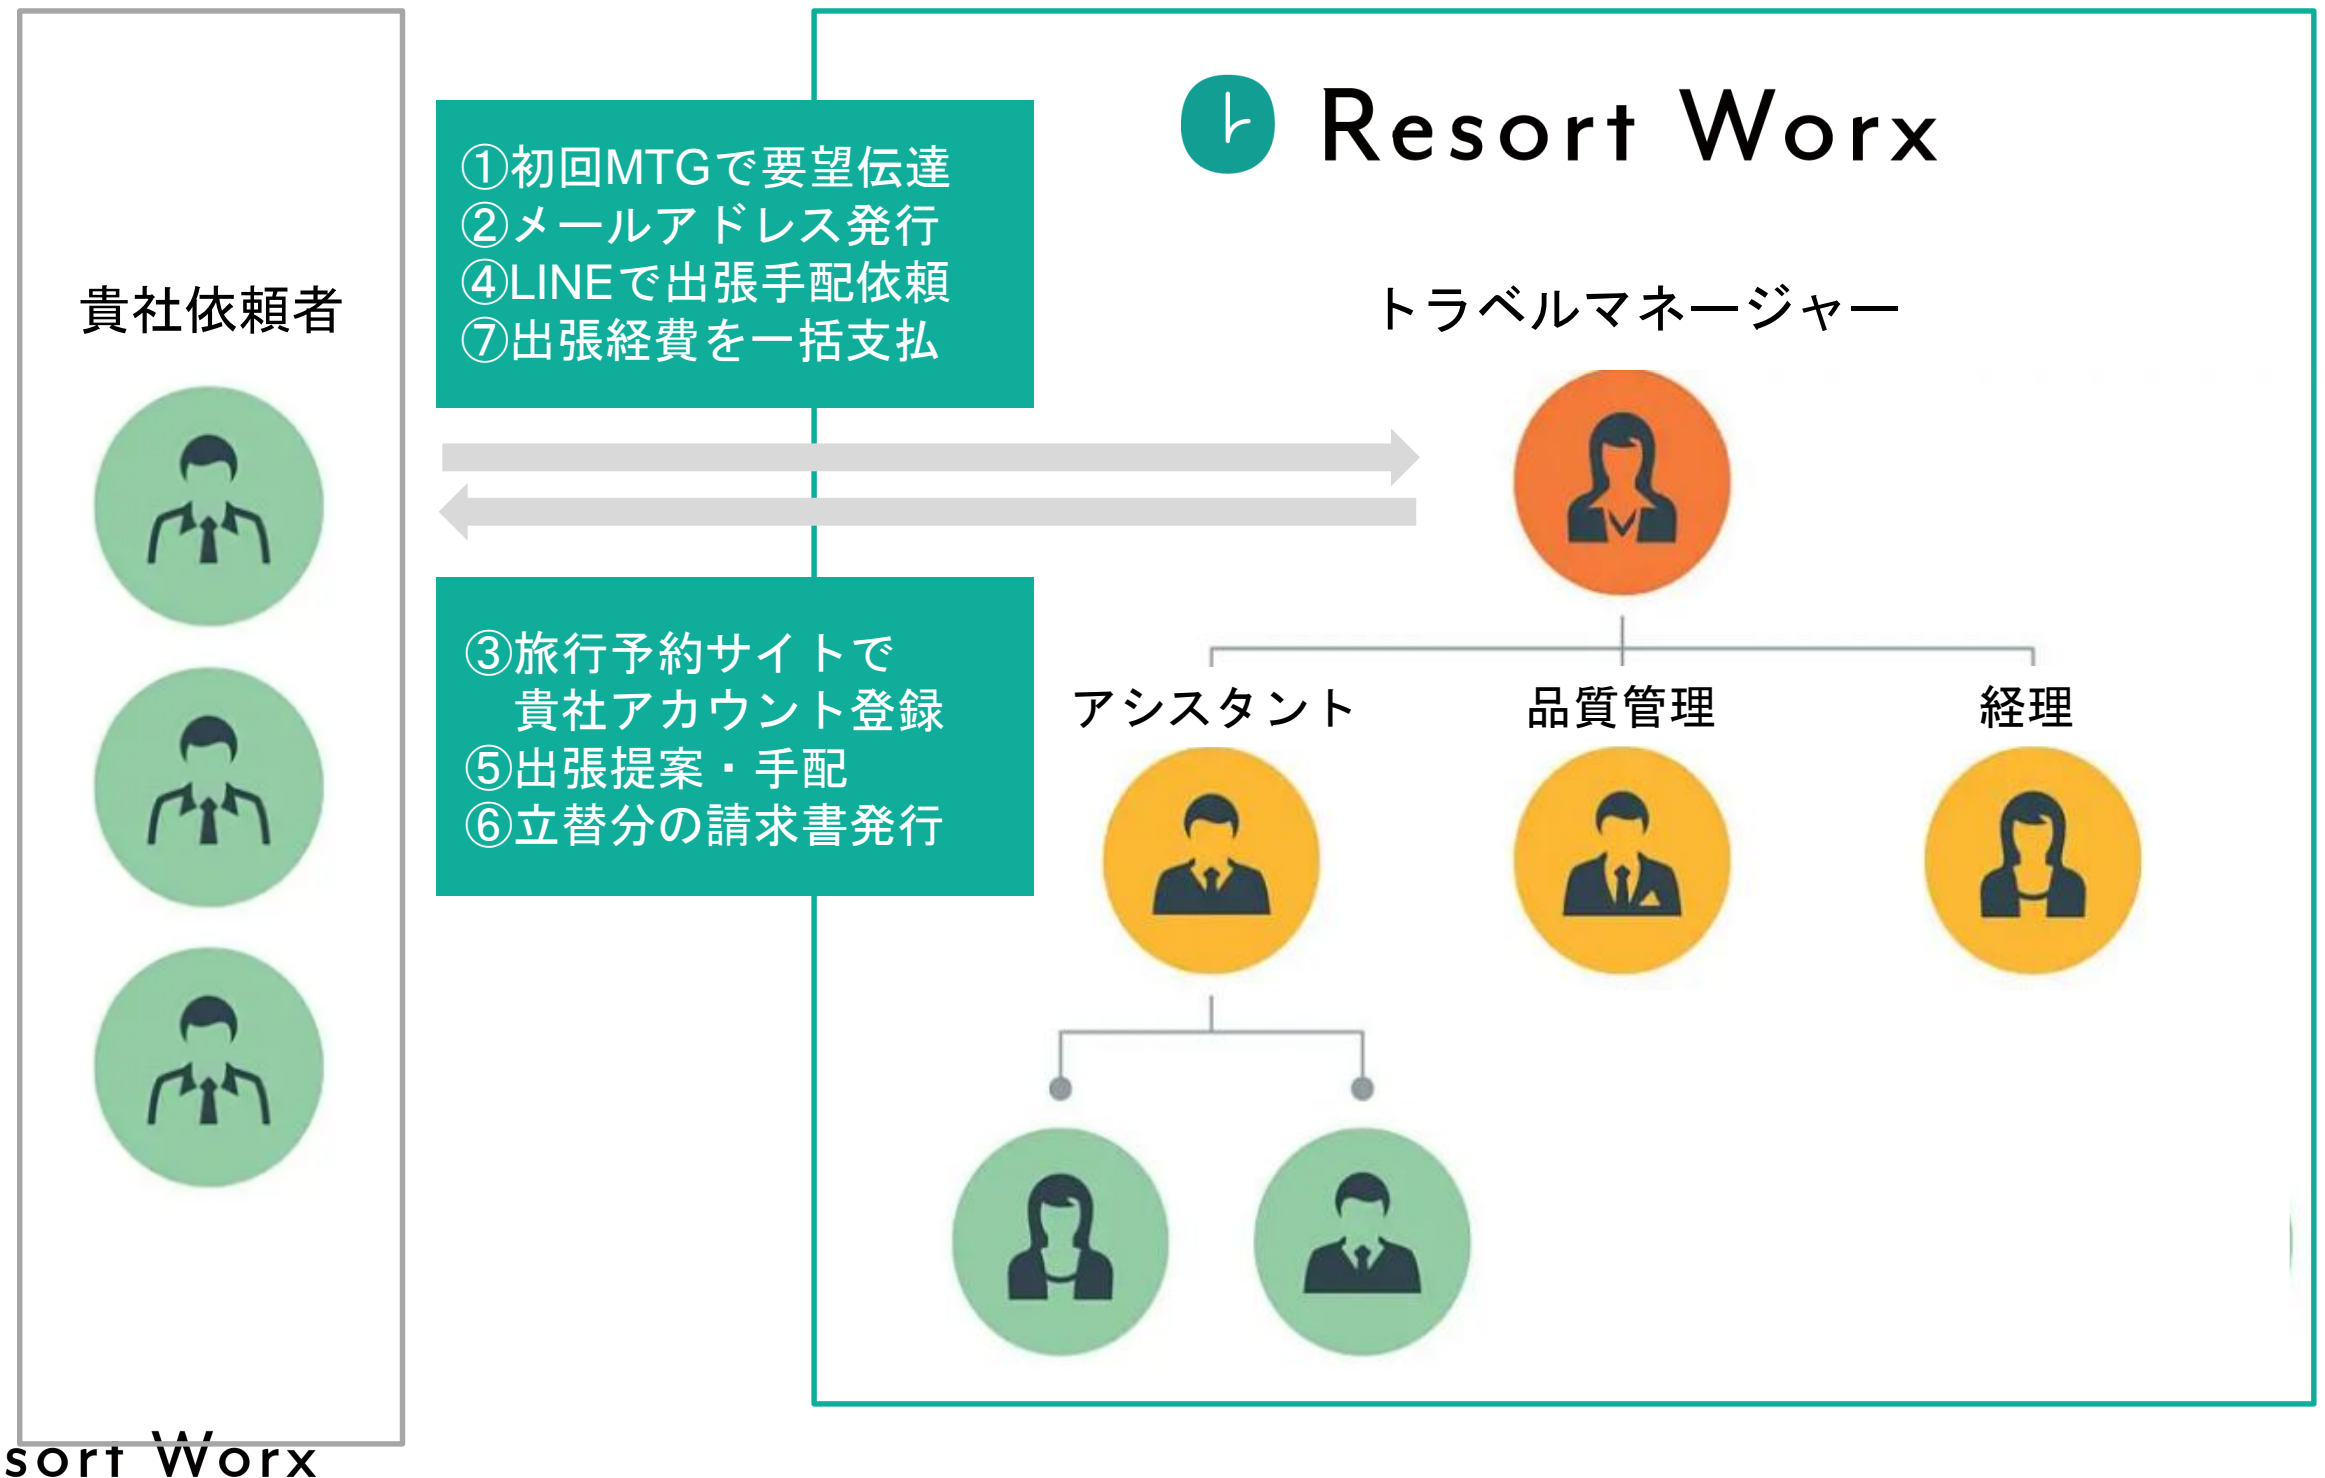 Resort Worx
①初回MTGで要望伝達
②メールアドレス発行
④LINEで出張手配依頼
⑦出張経費を一括支払
貴社依頼者
トラベルマネージャー
③旅行予約サイトで
貴社アカウント登録
⑤出張提案・手配
⑥立替分の請求書発行
アシスタント
品質管理
経理
sort Worx